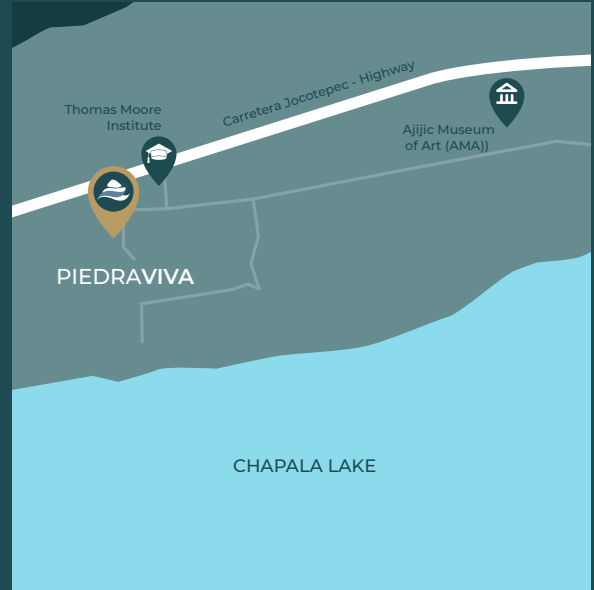 Carretera Jocotepec - Highway
Thomas Moore
Institute
Ajijic Museum
of Art (AMA))
PIEDRAVIVA
CHAPALA LAKE